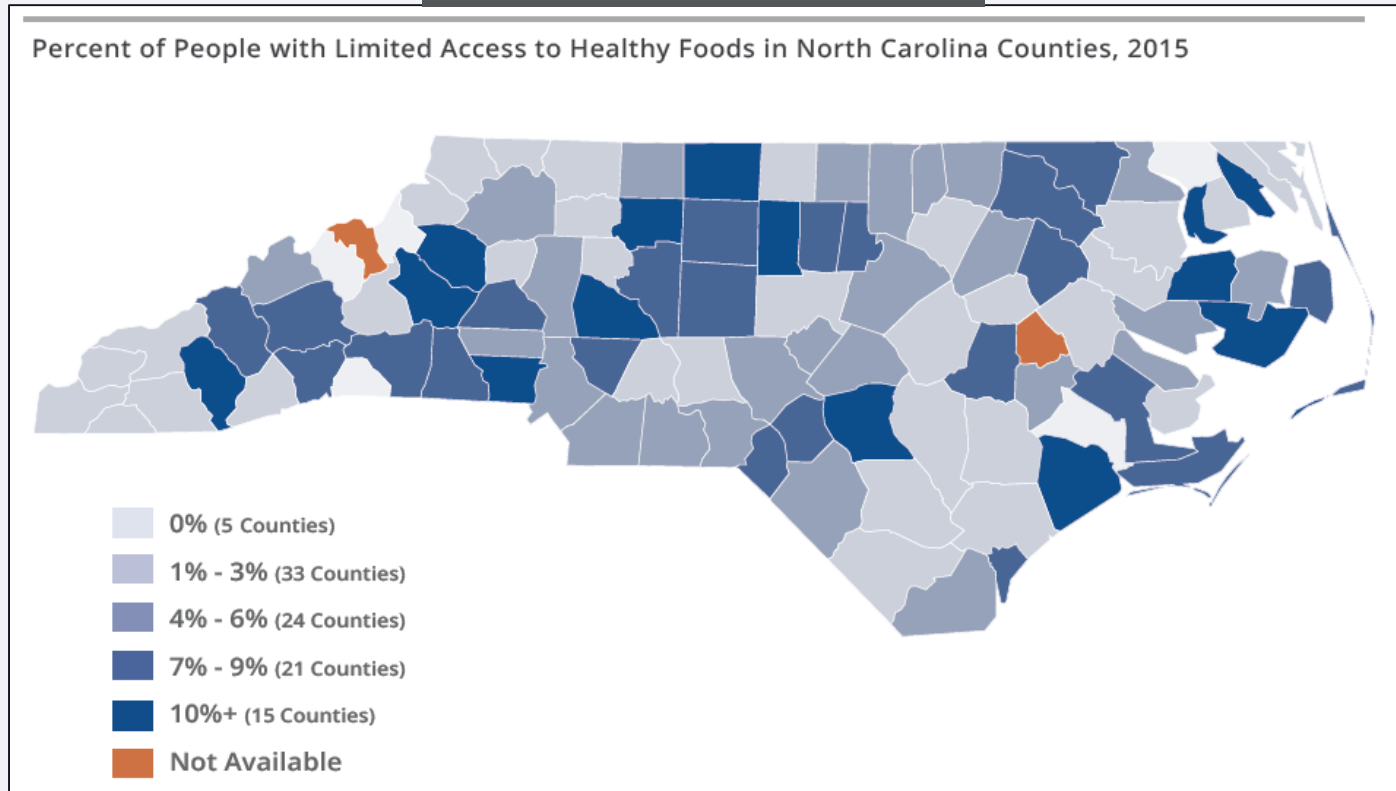 Percent of People with Limited Access to Healthy Foods in North Carolina Counties, 2015
0% (5 Counties)
1% - 3% (33 Counties)
4% - 6% (24 Counties)
7% - 9% (21 Counties)
10%+ (15 Counties)
Not Available